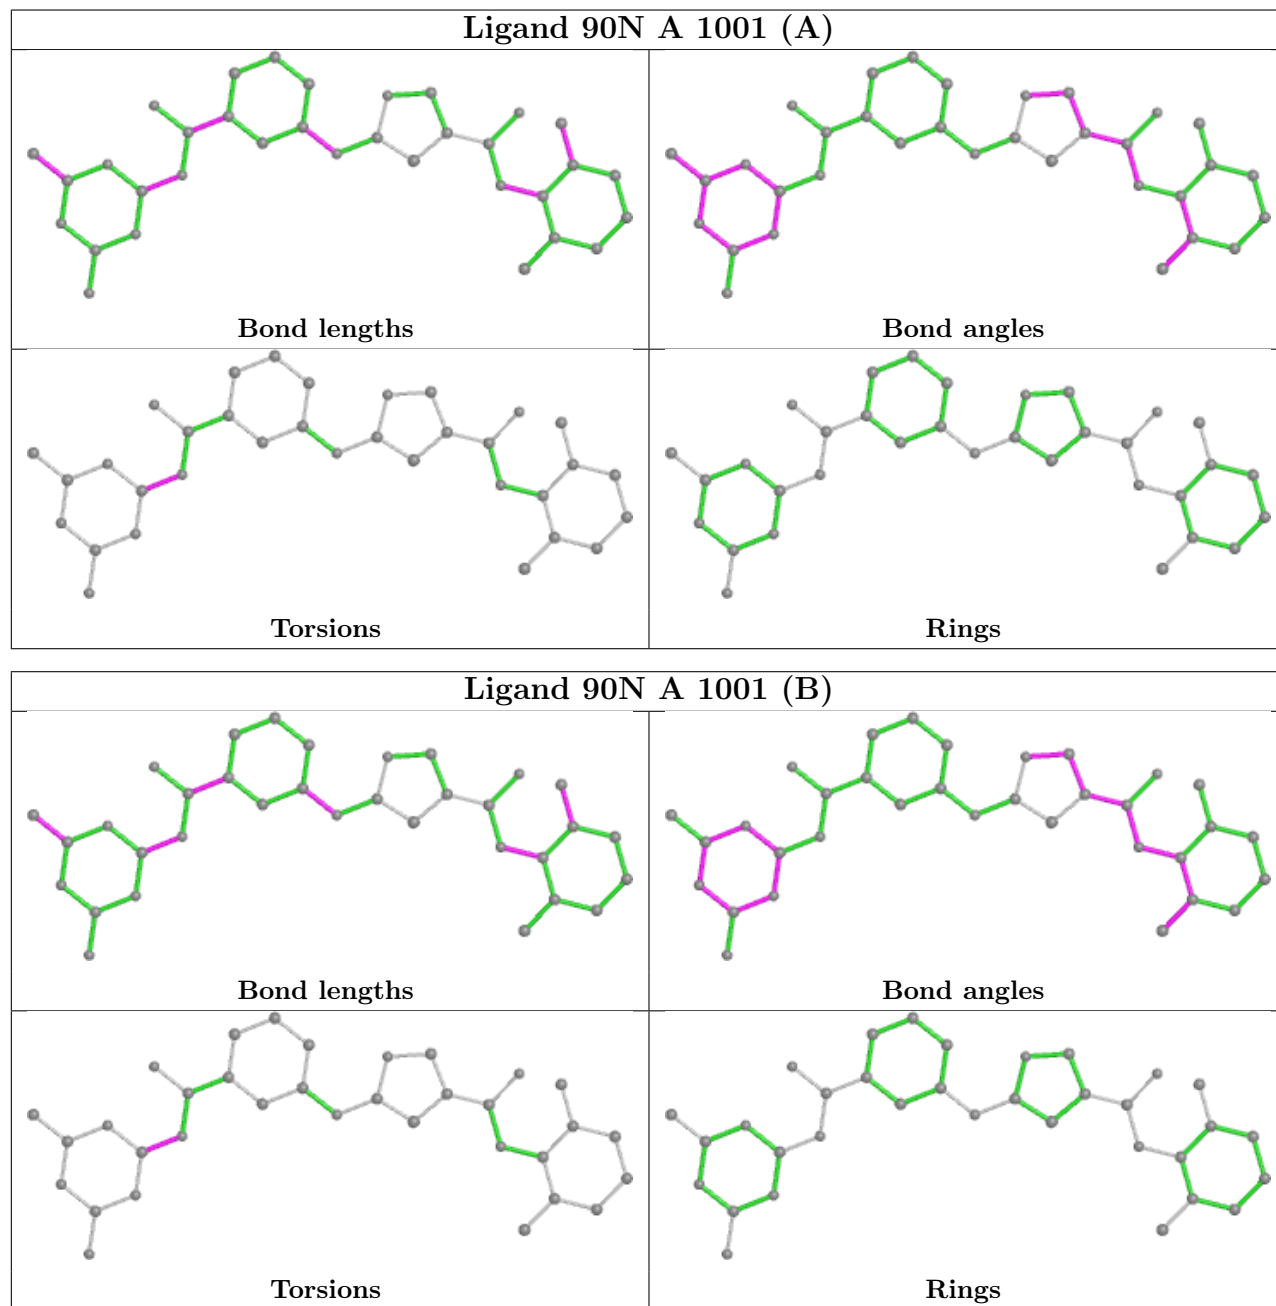 Ligand 90N A 1001 (A)
Bond lengths
Bond angles
Torsions
Rings
Ligand 90N A 1001 (B)
Bond lengths
Bond angles
Torsions
Rings